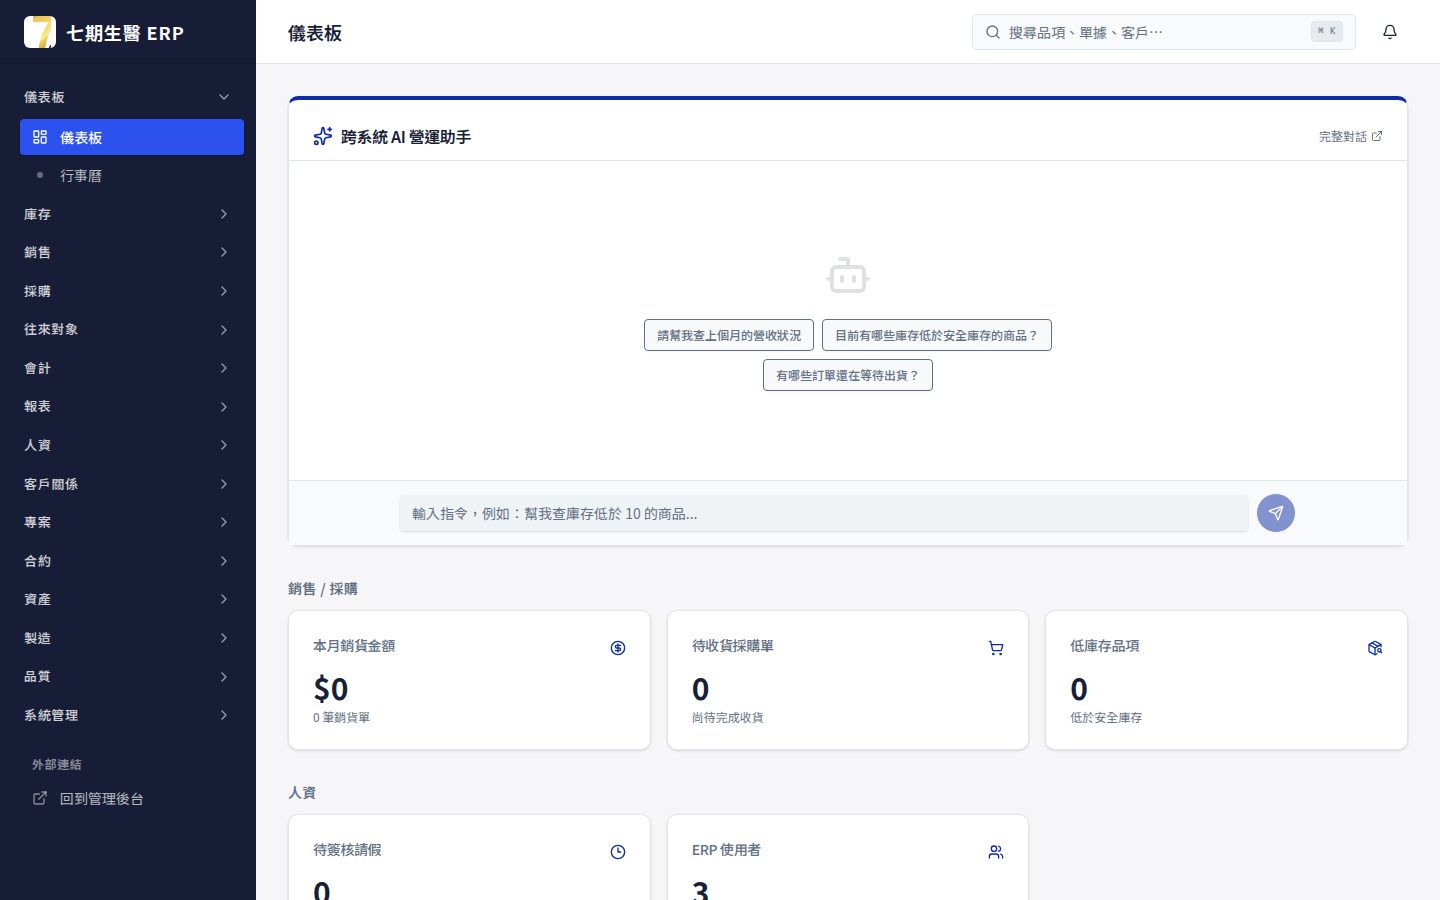 七期生醫 ERP
儀表板
搜尋品項、單據、客戶…
⌘ K
儀表板
儀表板
行事曆
庫存
銷售
採購
往來對象
會計
報表
人資
客戶關係
專案
合約
資產
製造
品質
系統管理
外部連結
回到管理後台
跨系統 AI 營運助手
完整對話
請幫我查上個月的營收狀況
目前有哪些庫存低於安全庫存的商品？
有哪些訂單還在等待出貨？
輸入指令，例如：幫我查庫存低於 10 的商品...
銷售 / 採購
本月銷貨金額
$0
0 筆銷貨單
待收貨採購單
0
尚待完成收貨
低庫存品項
0
低於安全庫存
人資
待簽核請假
0
ERP 使用者
3